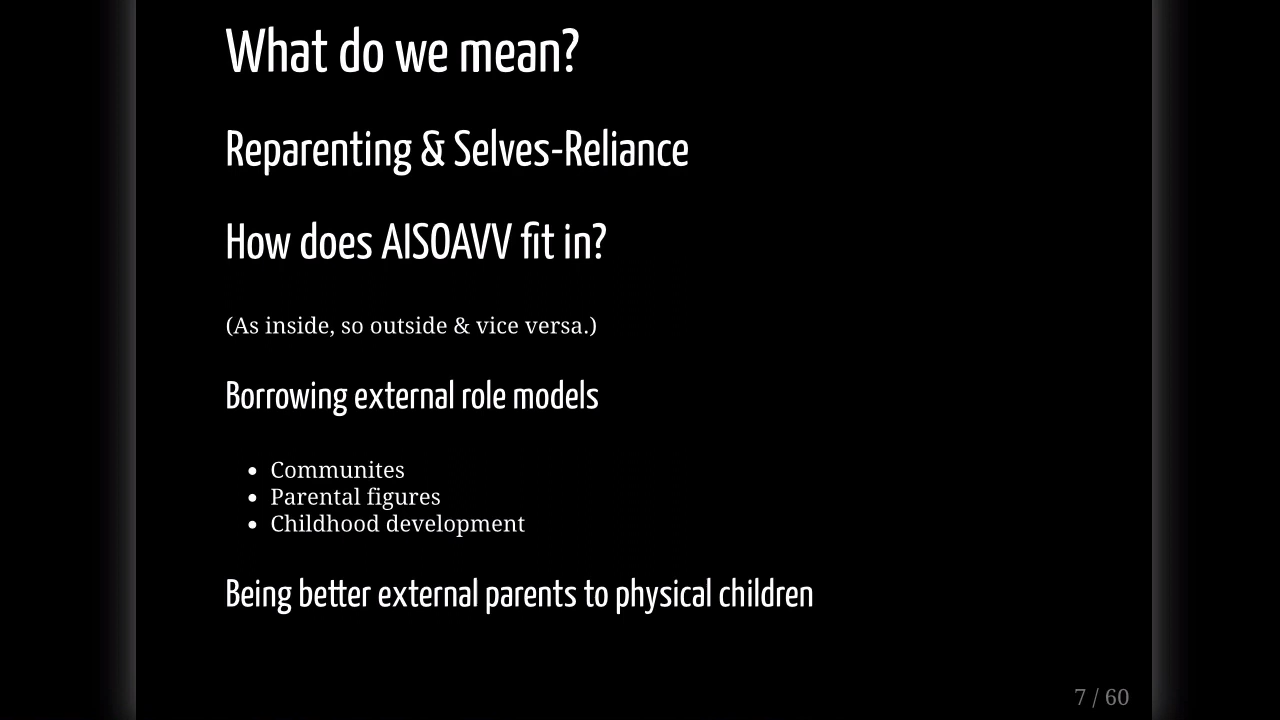 What do we mean?
Reparenting & Selves-Reliance
How does AISOAVV fit in?
(As inside, so outside & vice versa.)
Borrowing external role models
• Communites
• Parental figures
• Childhood development
Being better external parents to physical children
7 / 60